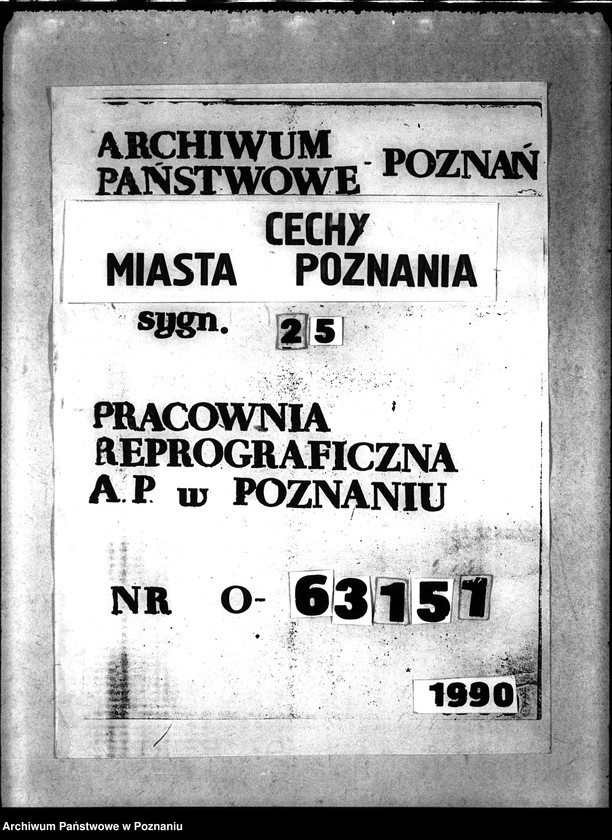 ARCHIWUM
PAŃSTWOWE - POZNAŃ
CECHY
MIASTA POZNANIA
sygn. 25
PRACOWNIA
REPROGRAFICZNA
A.P. w POZNANIU
NR O- 63151
1990
Archiwum Państwowe w Poznaniu